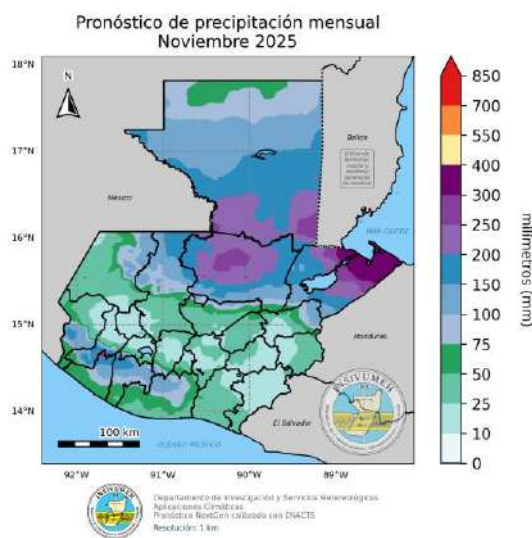 Pronóstico de precipitación mensual
Noviembre 2025
18°N
17°N
16°N
15°N
14°N
92°W
91°W
90°W
89°W
N
México
Belice
MAR CARIBE
Honduras
El Salvador
OCÉANO PACÍFICO
100 km
INSIVUMEH
850
700
550
400
300
250
200
150
100
75
50
25
10
0
milímetros (mm)
INSIVUMEH
Departamento de Investigación y Servicios Meteorológicos
Aplicaciones Climáticas
Pronóstico NextGen calibrado con ENACTS
Resolución: 1 km